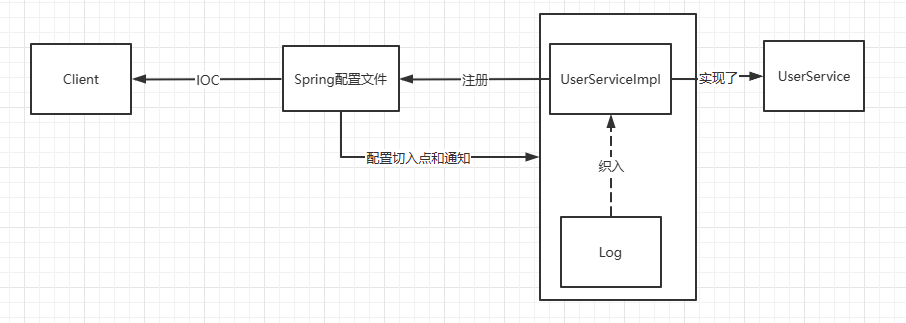 Client
IOC
Spring配置文件
注册
UserServiceImpl
实现了
UserService
配置切入点和通知
织入
Log